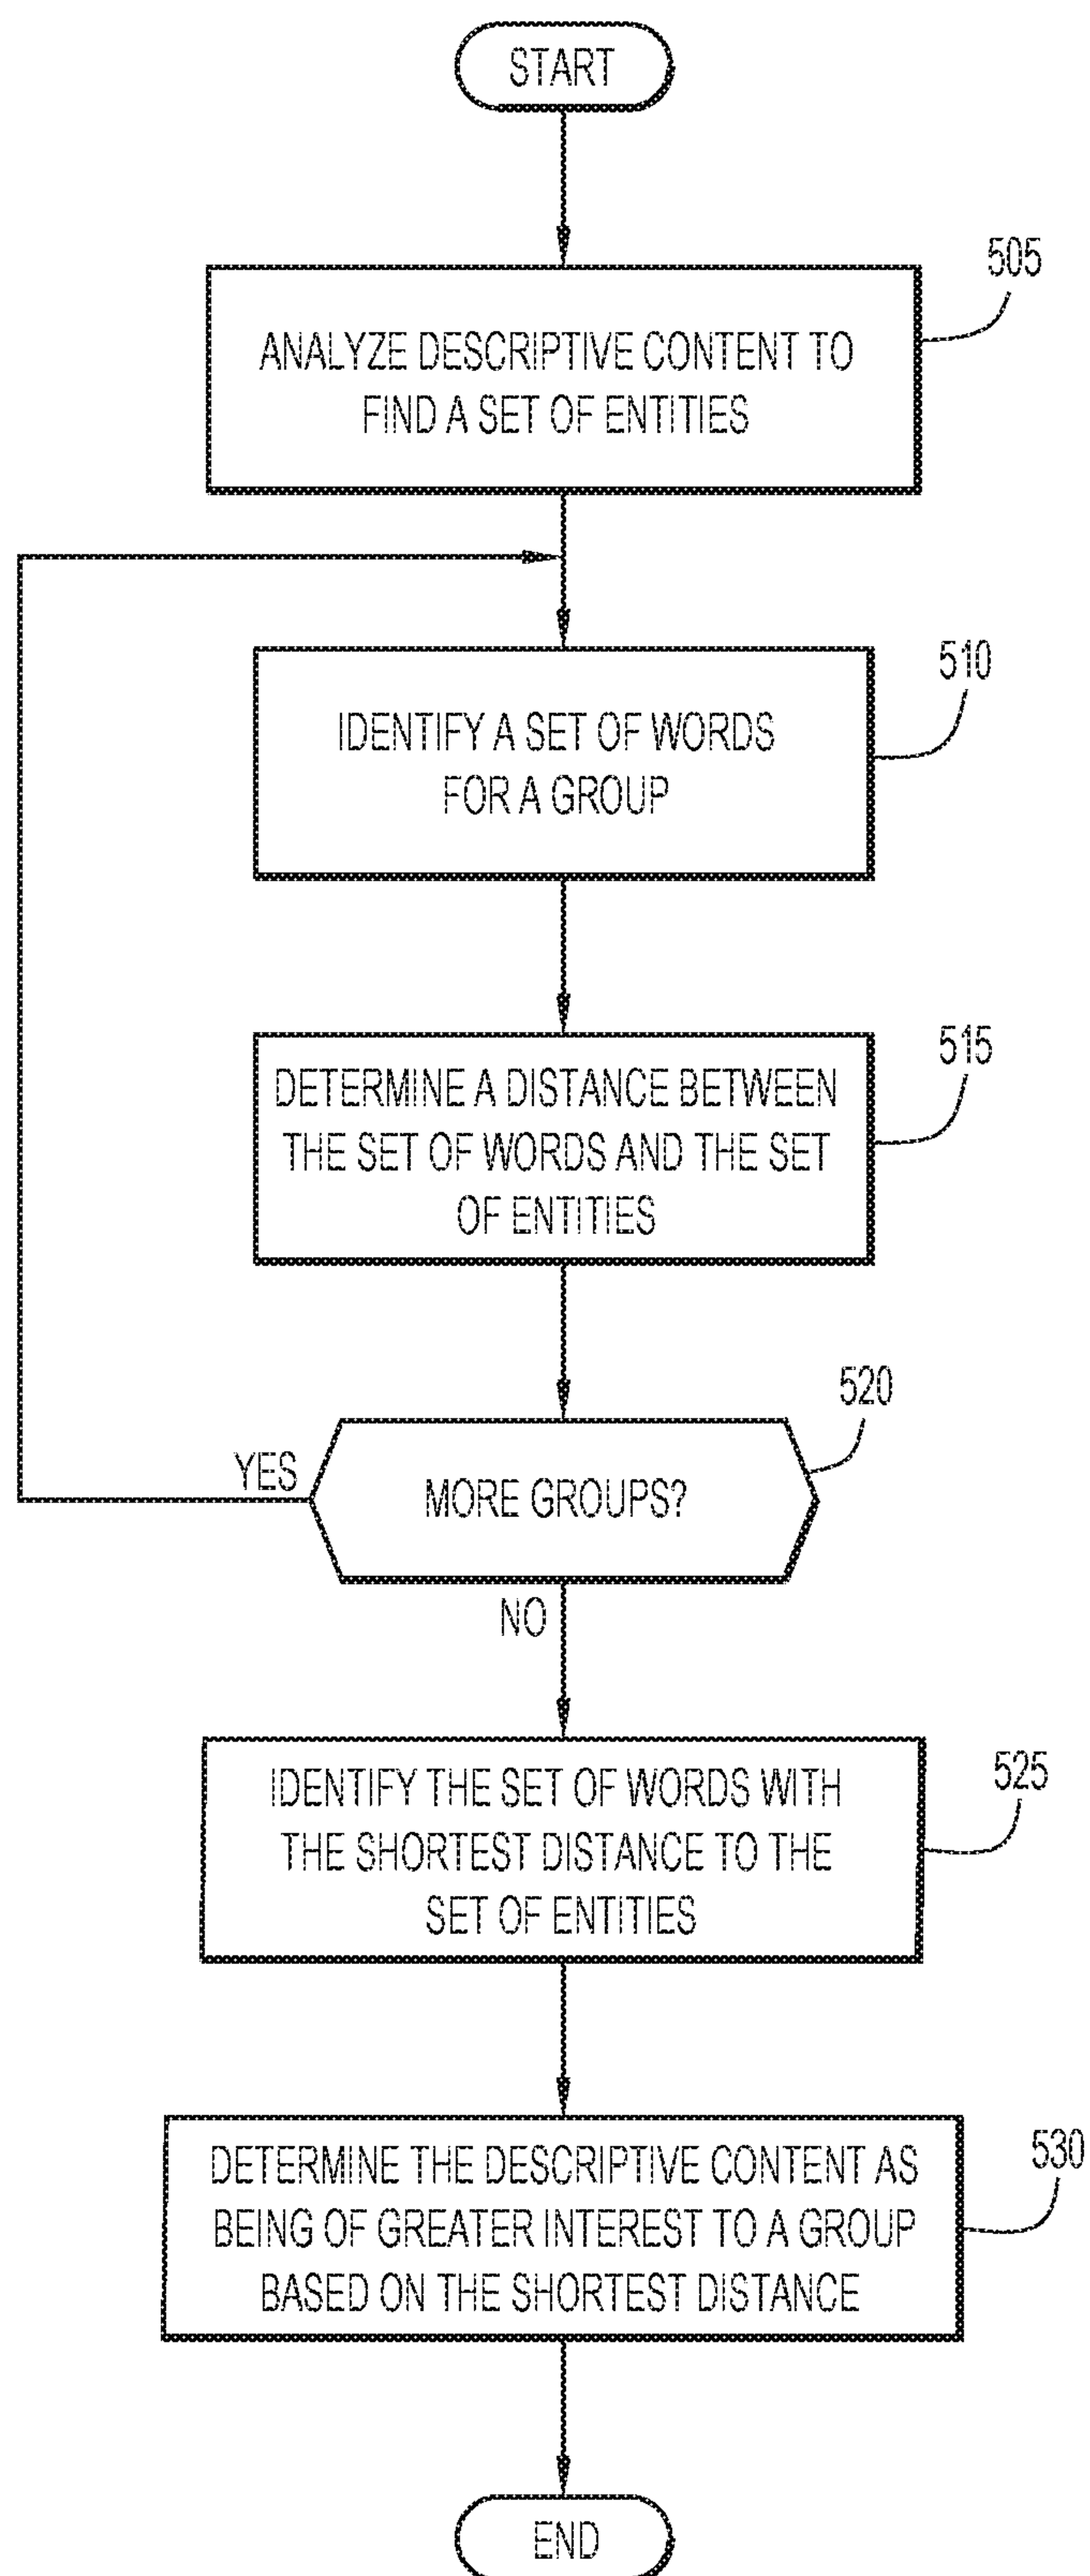 START
505
ANALYZE DESCRIPTIVE CONTENT TO
FIND A SET OF ENTITIES
510
IDENTIFY A SET OF WORDS
FOR A GROUP
515
DETERMINE A DISTANCE BETWEEN
THE SET OF WORDS AND THE SET
OF ENTITIES
520
YES
MORE GROUPS?
NO
525
IDENTIFY THE SET OF WORDS WITH
THE SHORTEST DISTANCE TO THE
SET OF ENTITIES
530
DETERMINE THE DESCRIPTIVE CONTENT AS
BEING OF GREATER INTEREST TO A GROUP
BASED ON THE SHORTEST DISTANCE
END